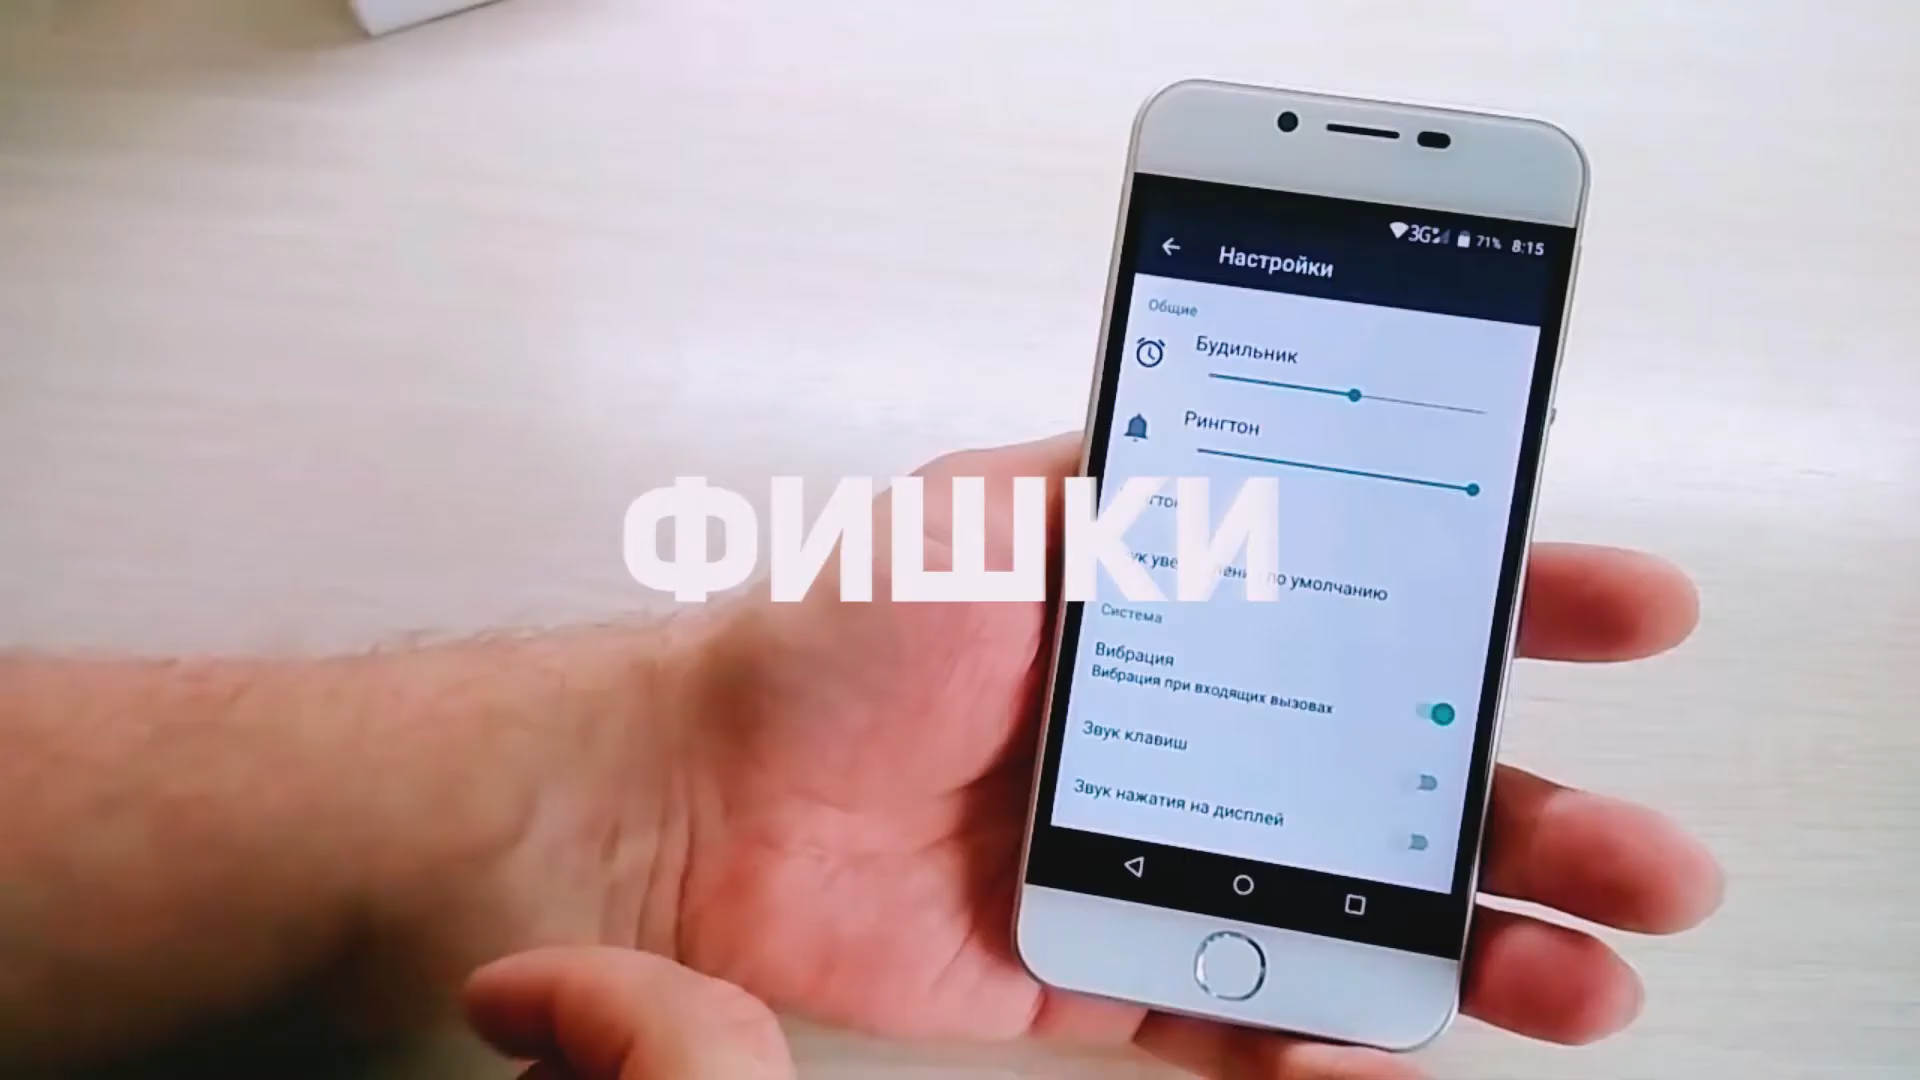 3G 71% 8:15
Настройки
Общие
Будильник
Рингтон
ФИШКИ
по умолчанию
Система
Вибрация
Вибрация при входящих вызовах
Звук клавиш
Звук нажатия на дисплей